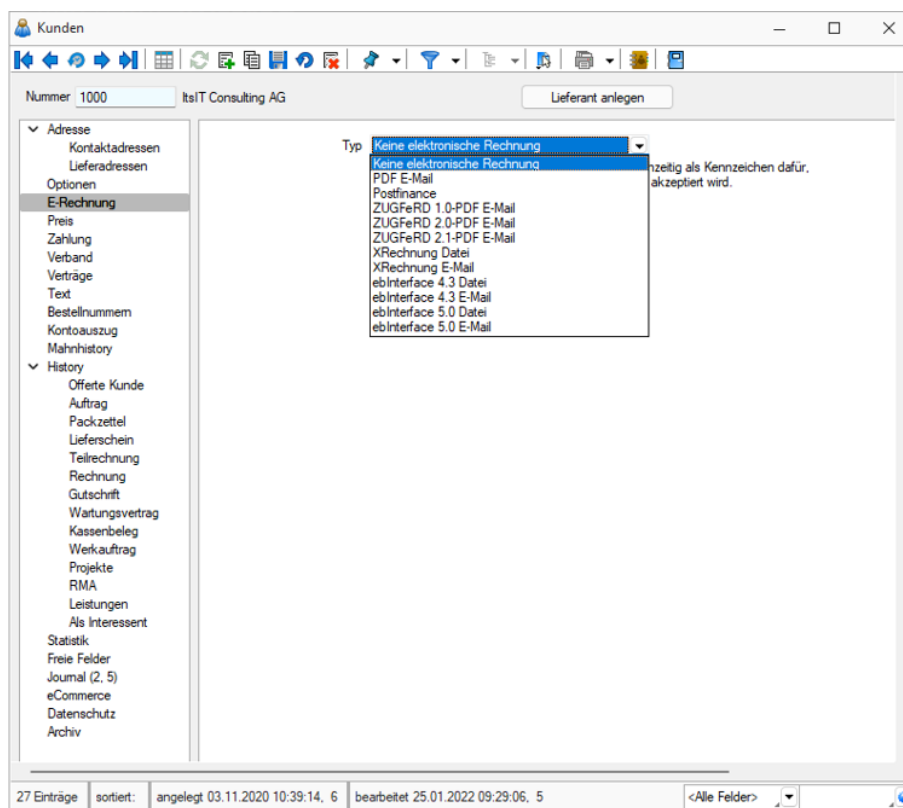 Kunden
Nummer 1000 ItsIT Consulting AG Lieferant anlegen
Adresse
Kontaktadressen
Lieferadressen
Optionen
E-Rechnung
Preis
Zahlung
Verband
Verträge
Text
Bestellnummern
Kontoauszug
Mahnhistory
History
Offerte Kunde
Auftrag
Packzettel
Lieferschein
Teilrechnung
Rechnung
Gutschrift
Wartungsvertrag
Kassenbeleg
Werkauftrag
Projekte
RMA
Leistungen
Als Interessent
Statistik
Freie Felder
Journal (2, 5)
eCommerce
Datenschutz
Archiv
Typ Keine elektronische Rechnung
Keine elektronische Rechnung
PDF E-Mail
Postfinance
ZUGFeRD 1.0-PDF E-Mail
ZUGFeRD 2.0-PDF E-Mail
ZUGFeRD 2.1-PDF E-Mail
XRechnung Datei
XRechnung E-Mail
ebInterface 4.3 Datei
ebInterface 4.3 E-Mail
ebInterface 5.0 Datei
ebInterface 5.0 E-Mail
hzeitig als Kennzeichen dafür,
akzeptiert wird.
27 Einträge sortiert: angelegt 03.11.2020 10:39:14, 6 bearbeitet 25.01.2022 09:29:06, 5 <Alle Felder>